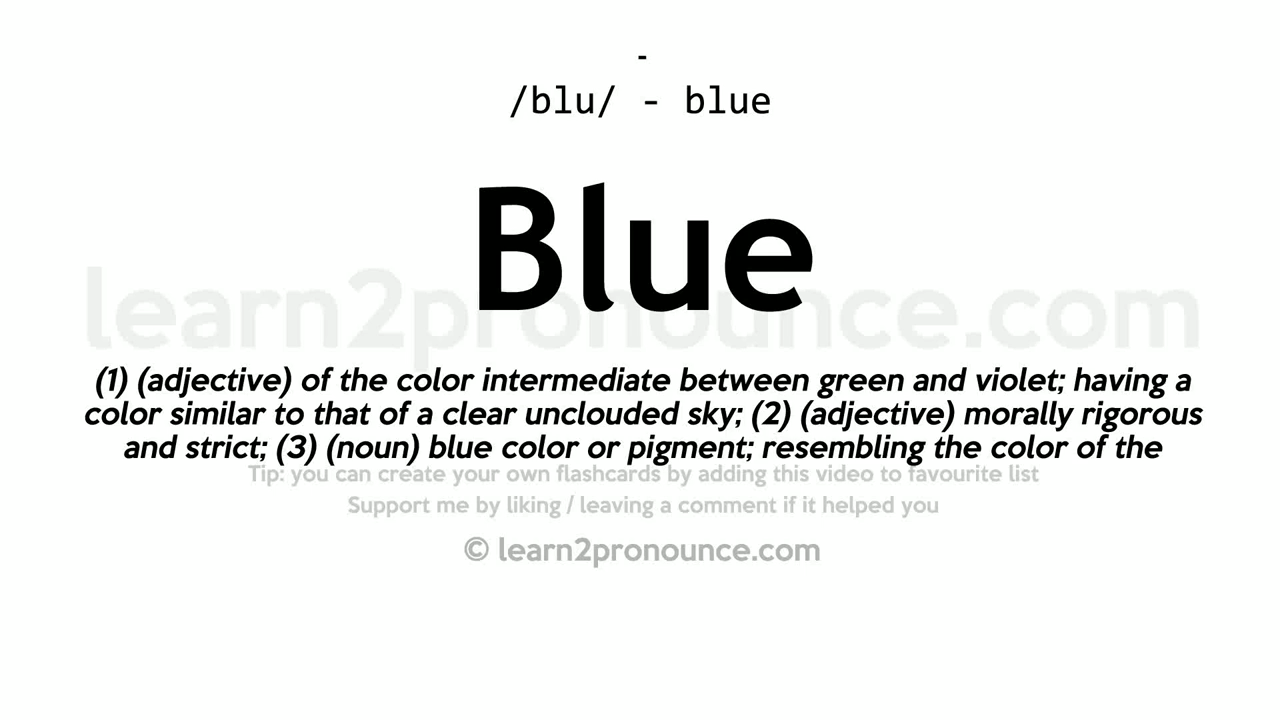 -
/blu/ - blue
Blue
learn2pronounce.com
(1) (adjective) of the color intermediate between green and violet; having a
color similar to that of a clear unclouded sky; (2) (adjective) morally rigorous
and strict; (3) (noun) blue color or pigment; resembling the color of the
Tip: you can create your own flashcards by adding this video to favourite list
Support me by liking / leaving a comment if it helped you
© learn2pronounce.com